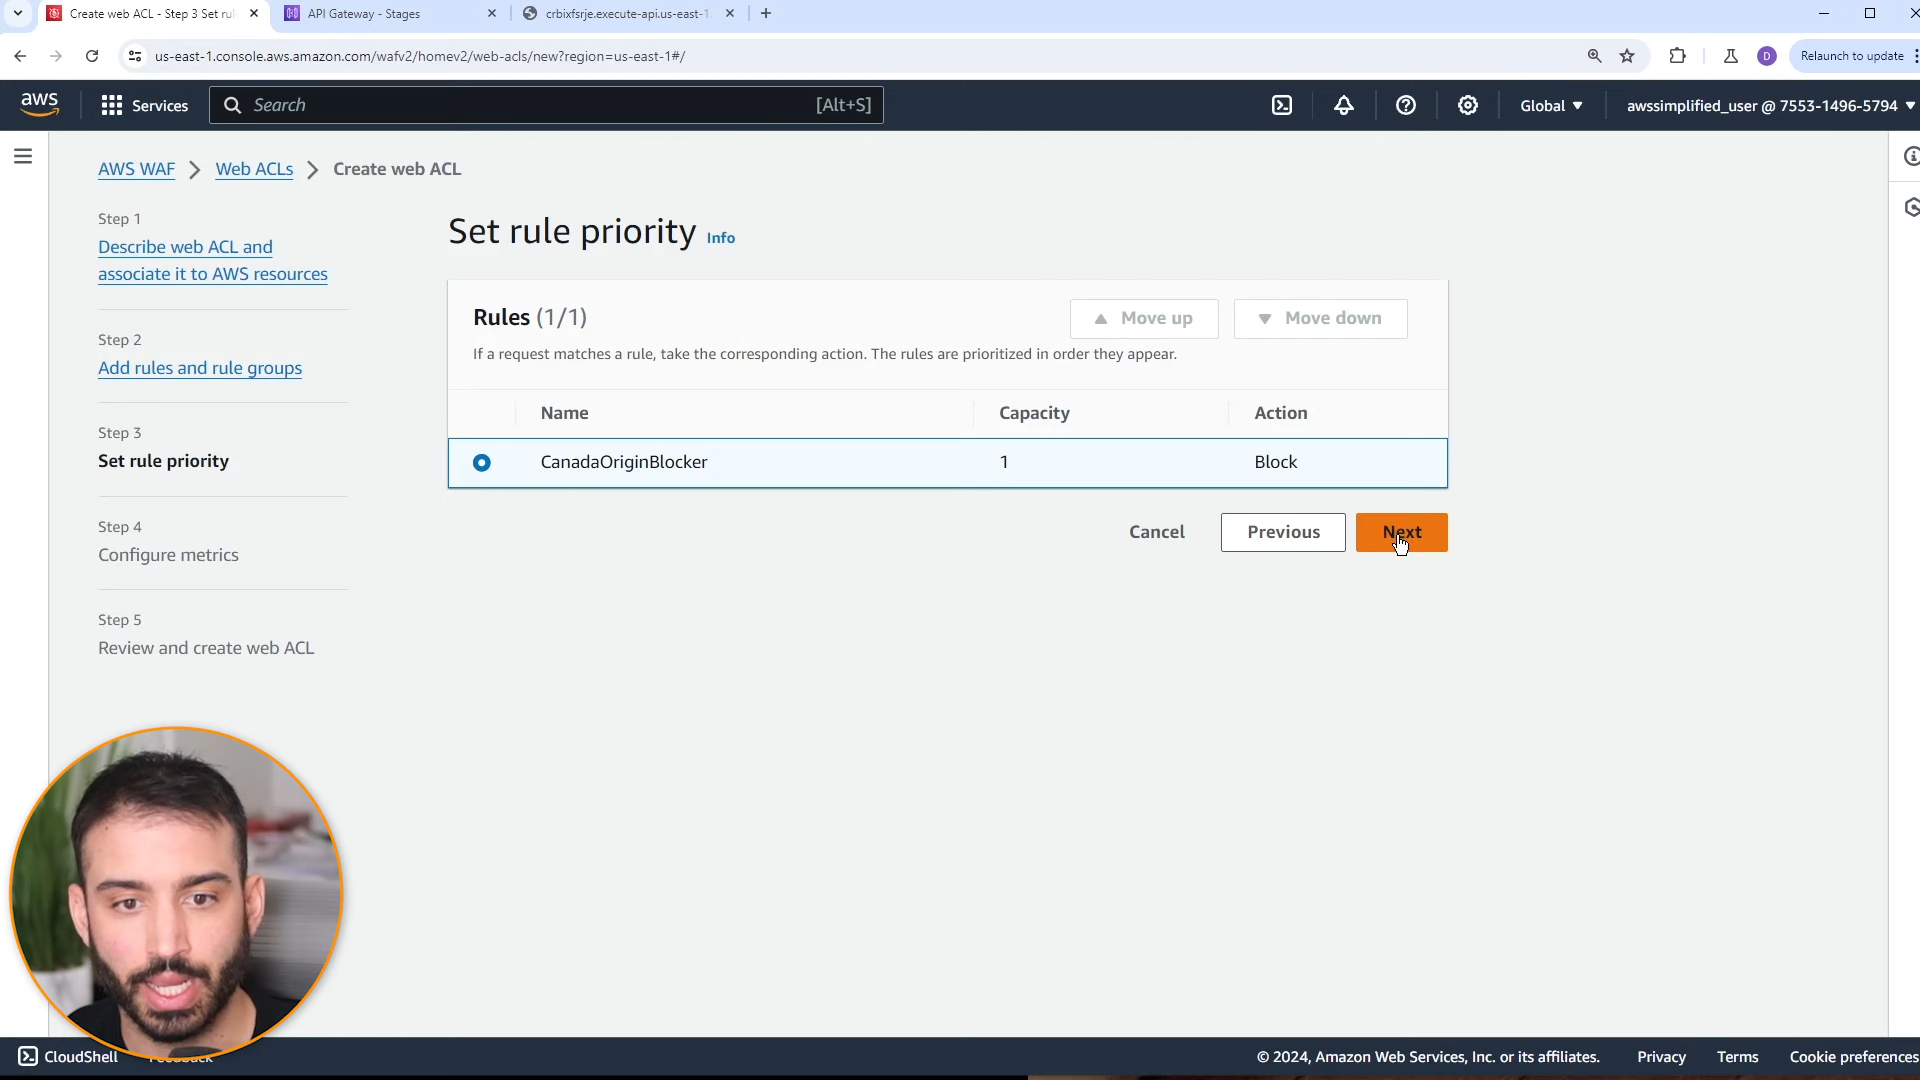 Create web ACL - Step 3 Set rul
API Gateway - Stages
crbixfsrje.execute-api.us-east-1
us-east-1.console.aws.amazon.com/wafv2/homev2/web-acls/new?region=us-east-1#/
D
Relaunch to update
aws
Services
Search
[Alt+S]
Global
awssimplified_user @ 7553-1496-5794
AWS WAF
Web ACLs
Create web ACL
Step 1
Describe web ACL and
associate it to AWS resources
Step 2
Add rules and rule groups
Step 3
Set rule priority
Step 4
Configure metrics
Step 5
Review and create web ACL
Set rule priority Info
Rules (1/1)
Move up
Move down
If a request matches a rule, take the corresponding action. The rules are prioritized in order they appear.
Name
Capacity
Action
CanadaOriginBlocker
1
Block
Cancel
Previous
Next
CloudShell
Feedback
© 2024, Amazon Web Services, Inc. or its affiliates.
Privacy
Terms
Cookie preferences